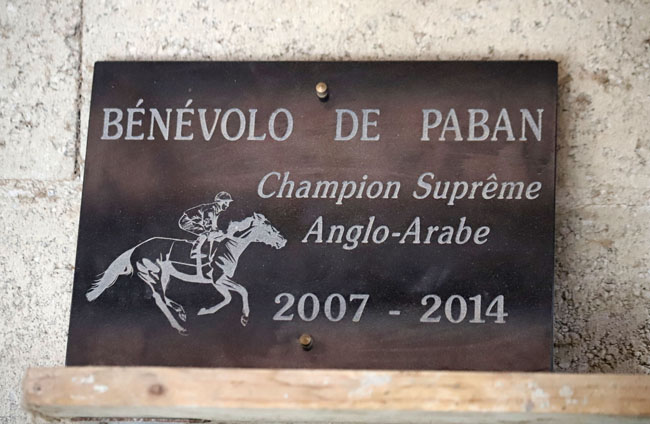 BÉNÉVOLO DE PABAN
Champion Suprême
Anglo-Arabe
2007 - 2014